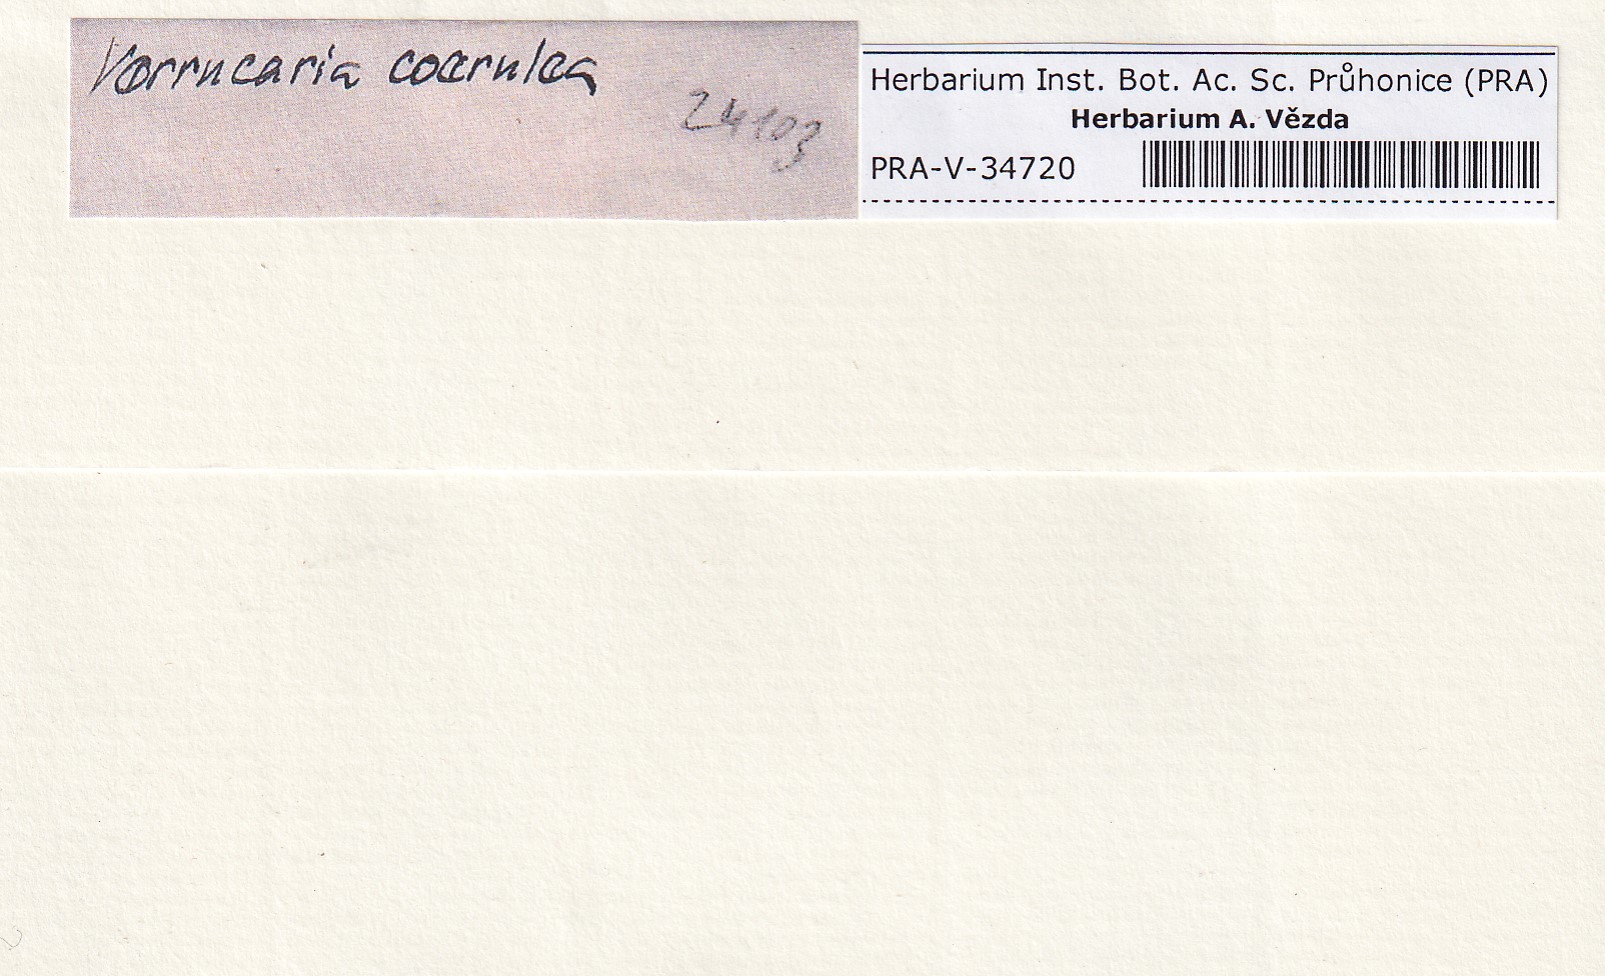 Verrucaria coerulea
24103
Herbarium Inst. Bot. Ac. Sc. Průhonice (PRA)
Herbarium A. Vězda
PRA-V-34720